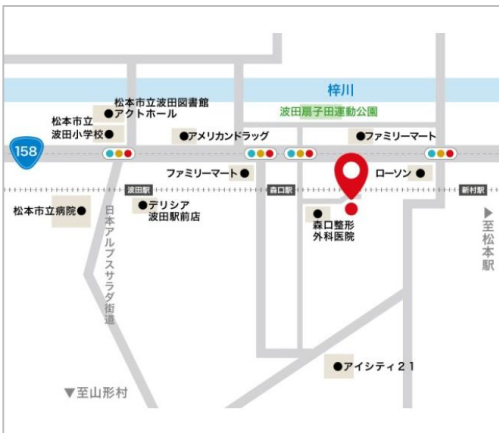 梓川
松本市立波田図書館
アクトホール
松本市立
波田小学校
波田扇子田運動公園
アメリカンドラッグ
ファミリーマート
158
ファミリーマート
ローソン
波田駅
森口駅
新村駅
松本市立病院
デリシア
波田駅前店
森口整形
外科医院
日本アルプスサラダ街道
▶至松本駅
アイシティ21
▼至山形村